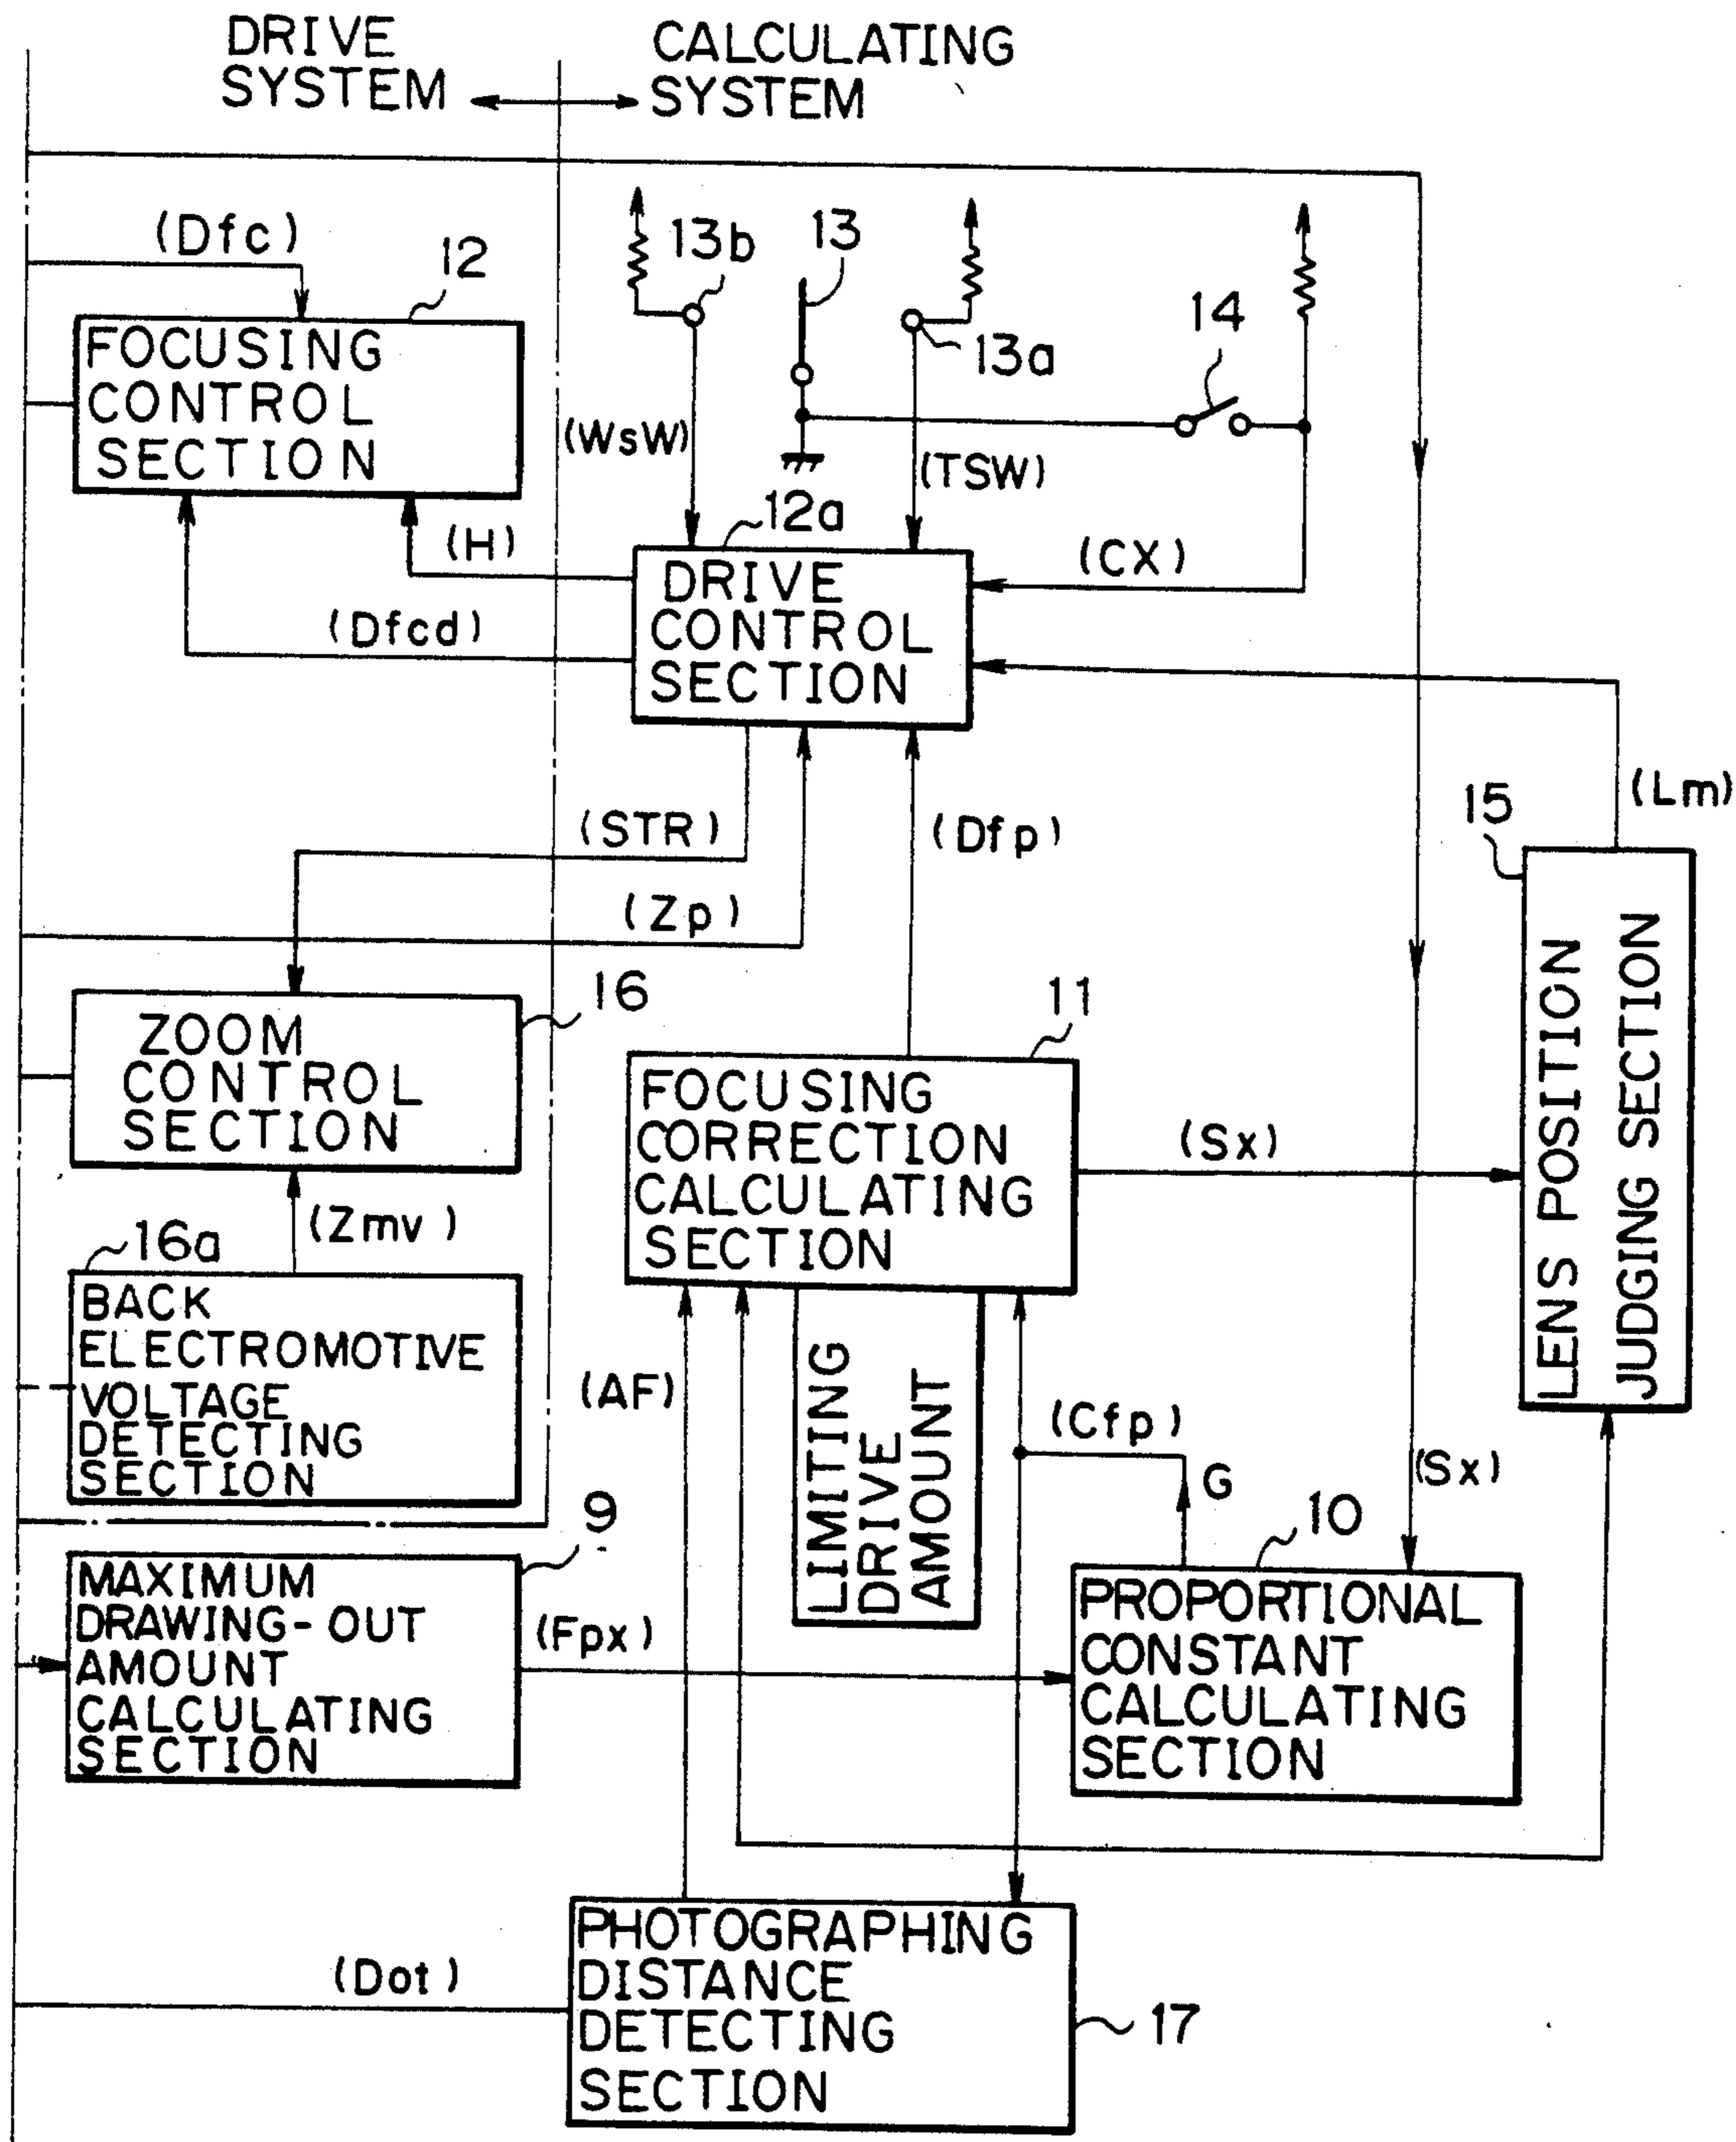 DRIVE
SYSTEM
CALCULATING
SYSTEM
(Dfc)
12
FOCUSING
CONTROL
SECTION
13b
13
13a
14
(WsW)
(TSW)
(CX)
(H)
(Dfcd)
12a
DRIVE
CONTROL
SECTION
(STR)
(Dfp)
(Zp)
(Lm)
15
LENS POSITION
JUDGING SECTION
16
ZOOM
CONTROL
SECTION
(Zmv)
16a
BACK
ELECTROMOTIVE
VOLTAGE
DETECTING
SECTION
11
FOCUSING
CORRECTION
CALCULATING
SECTION
(Sx)
LIMITING
DRIVE
AMOUNT
(AF)
(Cfp)
G
(Sx)
9
MAXIMUM
DRAWING-OUT
AMOUNT
CALCULATING
SECTION
(Fpx)
10
PROPORTIONAL
CONSTANT
CALCULATING
SECTION
(Dot)
PHOTOGRAPHING
DISTANCE
DETECTING
SECTION
17